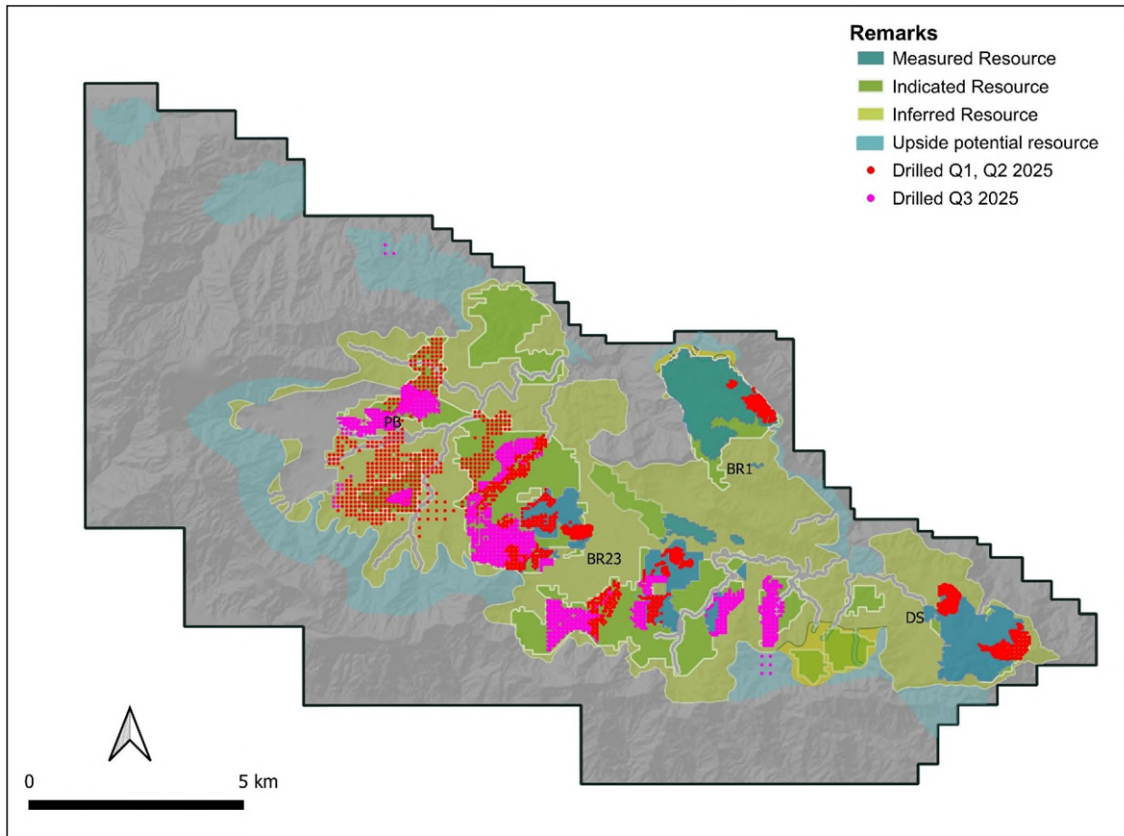 Remarks
Measured Resource
Indicated Resource
Inferred Resource
Upside potential resource
Drilled Q1, Q2 2025
Drilled Q3 2025
PB
BR1
BR23
DS
0 5 km